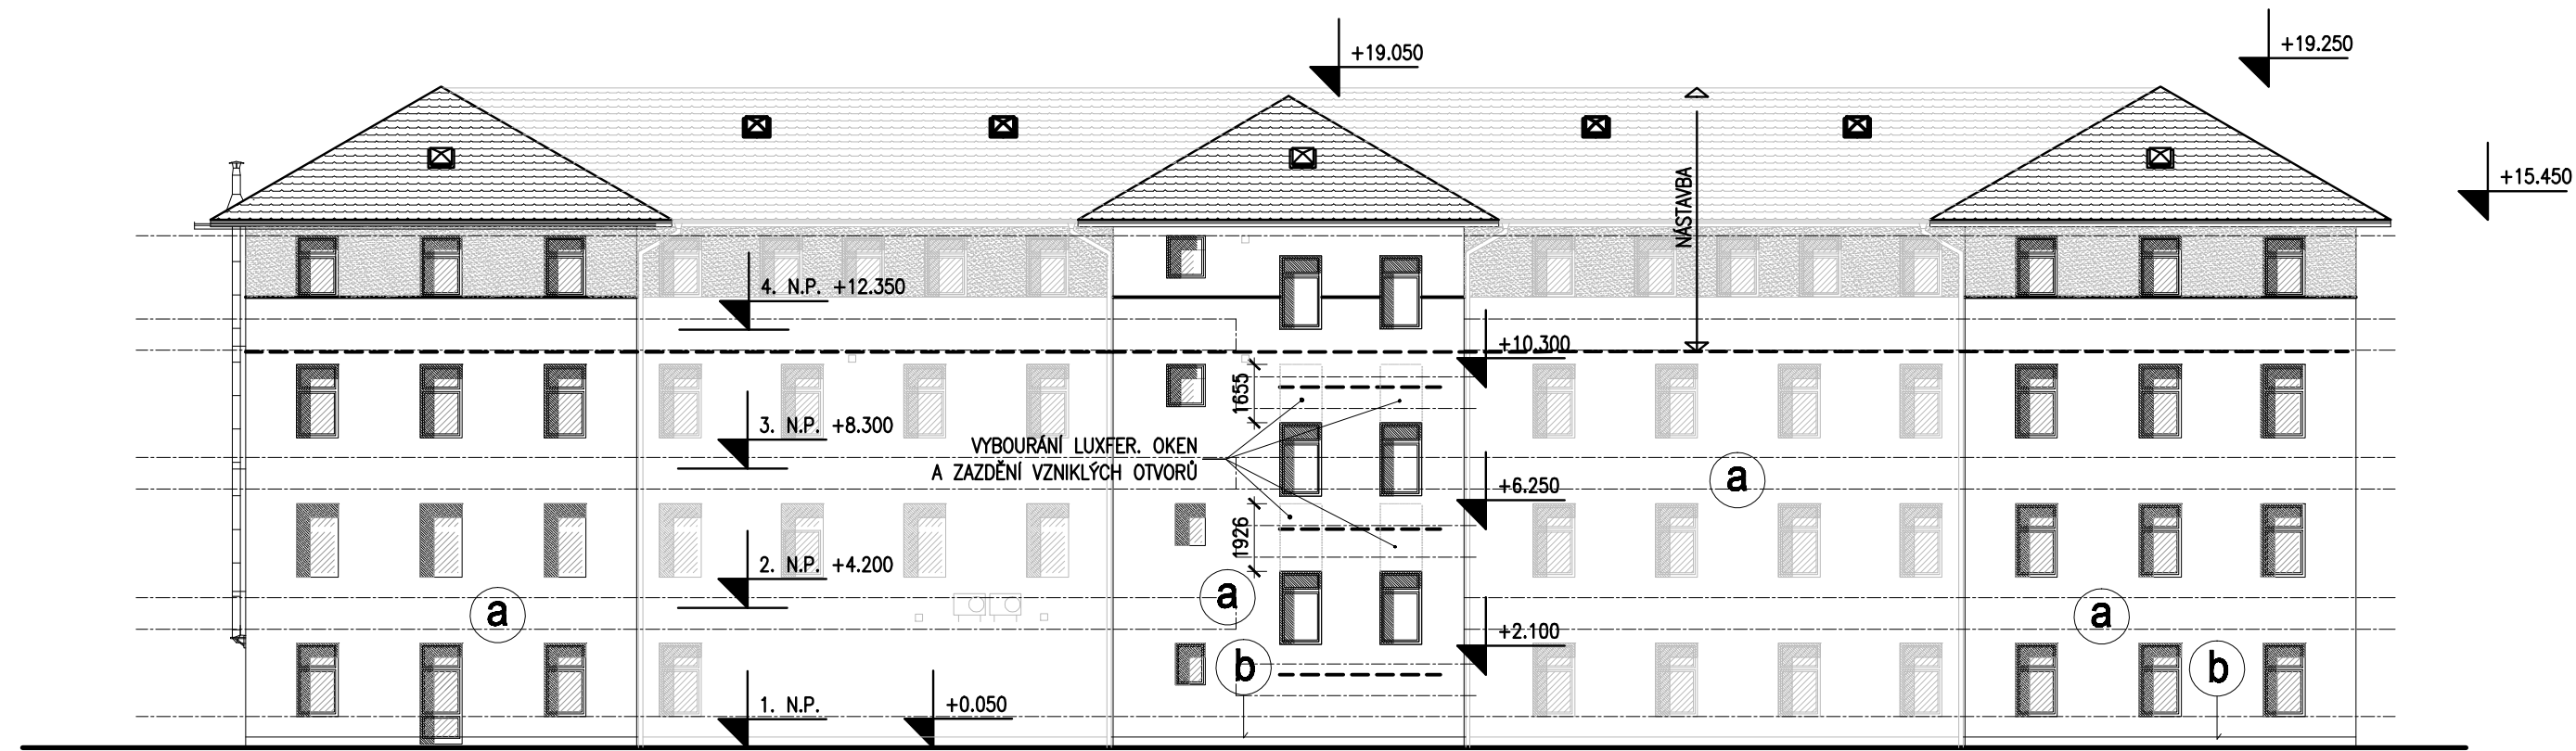 +19.050
+19.250
+15.450
NÁSTAVBA
4. N.P. +12.350
+10.300
1655
3. N.P. +8.300
VYBOURÁNÍ LUXFER. OKEN
A ZAZDĚNÍ VZNIKLÝCH OTVORŮ
a
+6.250
1926
2. N.P. +4.200
a
a
a
+2.100
b
b
1. N.P.
+0.050